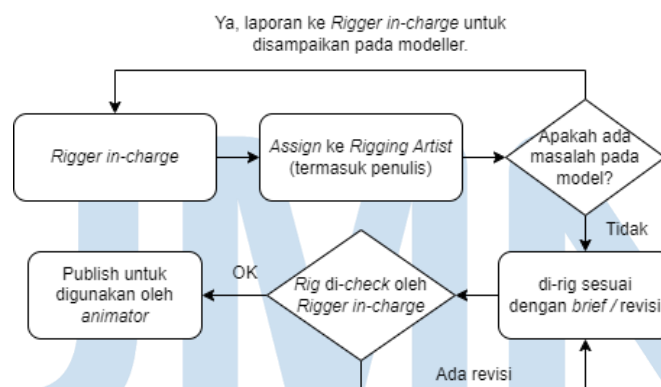 Ya, laporan ke Rigger in-charge untuk
disampaikan pada modeller.
Rigger in-charge
Assign ke Rigging Artist
(termasuk penulis)
Apakah ada
masalah pada
model?
Tidak
di-rig sesuai
dengan brief / revisi
Rig di-check oleh
Rigger in-charge
OK
Publish untuk
digunakan oleh
animator
Ada revisi